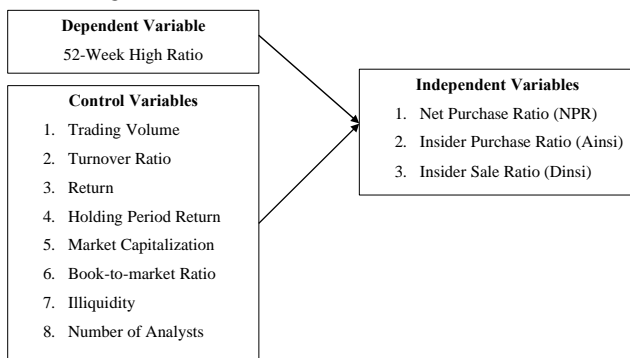 Dependent Variable
52-Week High Ratio
Control Variables
1. Trading Volume
2. Turnover Ratio
3. Return
4. Holding Period Return
5. Market Capitalization
6. Book-to-market Ratio
7. Illiquidity
8. Number of Analysts
Independent Variables
1. Net Purchase Ratio (NPR)
2. Insider Purchase Ratio (Ainsi)
3. Insider Sale Ratio (Dinsi)